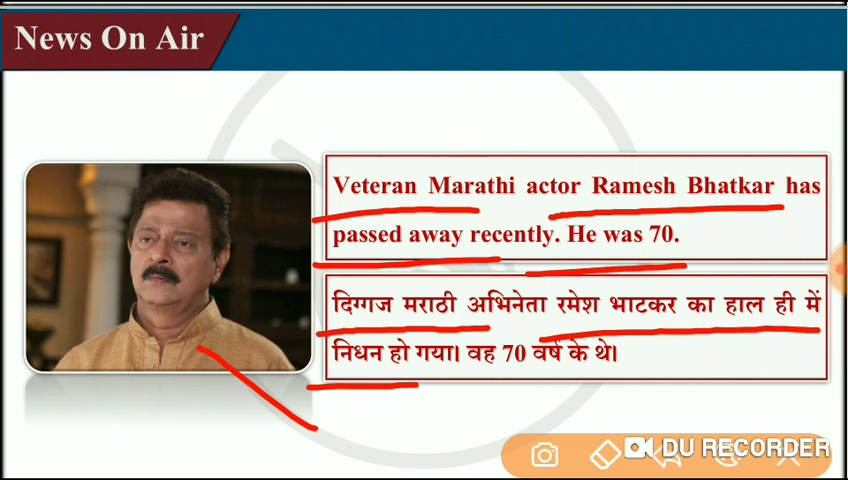 News On Air
Veteran Marathi actor Ramesh Bhatkar has
passed away recently. He was 70.
दिग्गज मराठी अभिनेता रमेश भाटकर का हाल ही में
निधन हो गया। वह 70 वर्ष के थे।
DU RECORDER